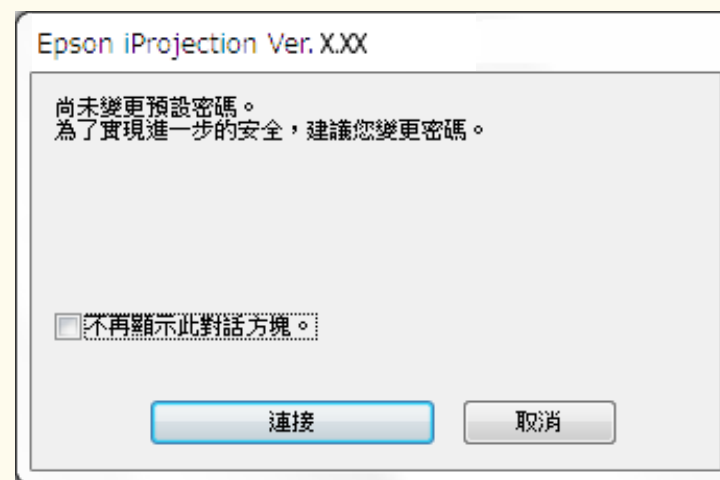 Epson iProjection Ver. X.XX
尚未變更預設密碼。
為了實現進一步的安全，建議您變更密碼。
不再顯示此對話方塊。
連接
取消